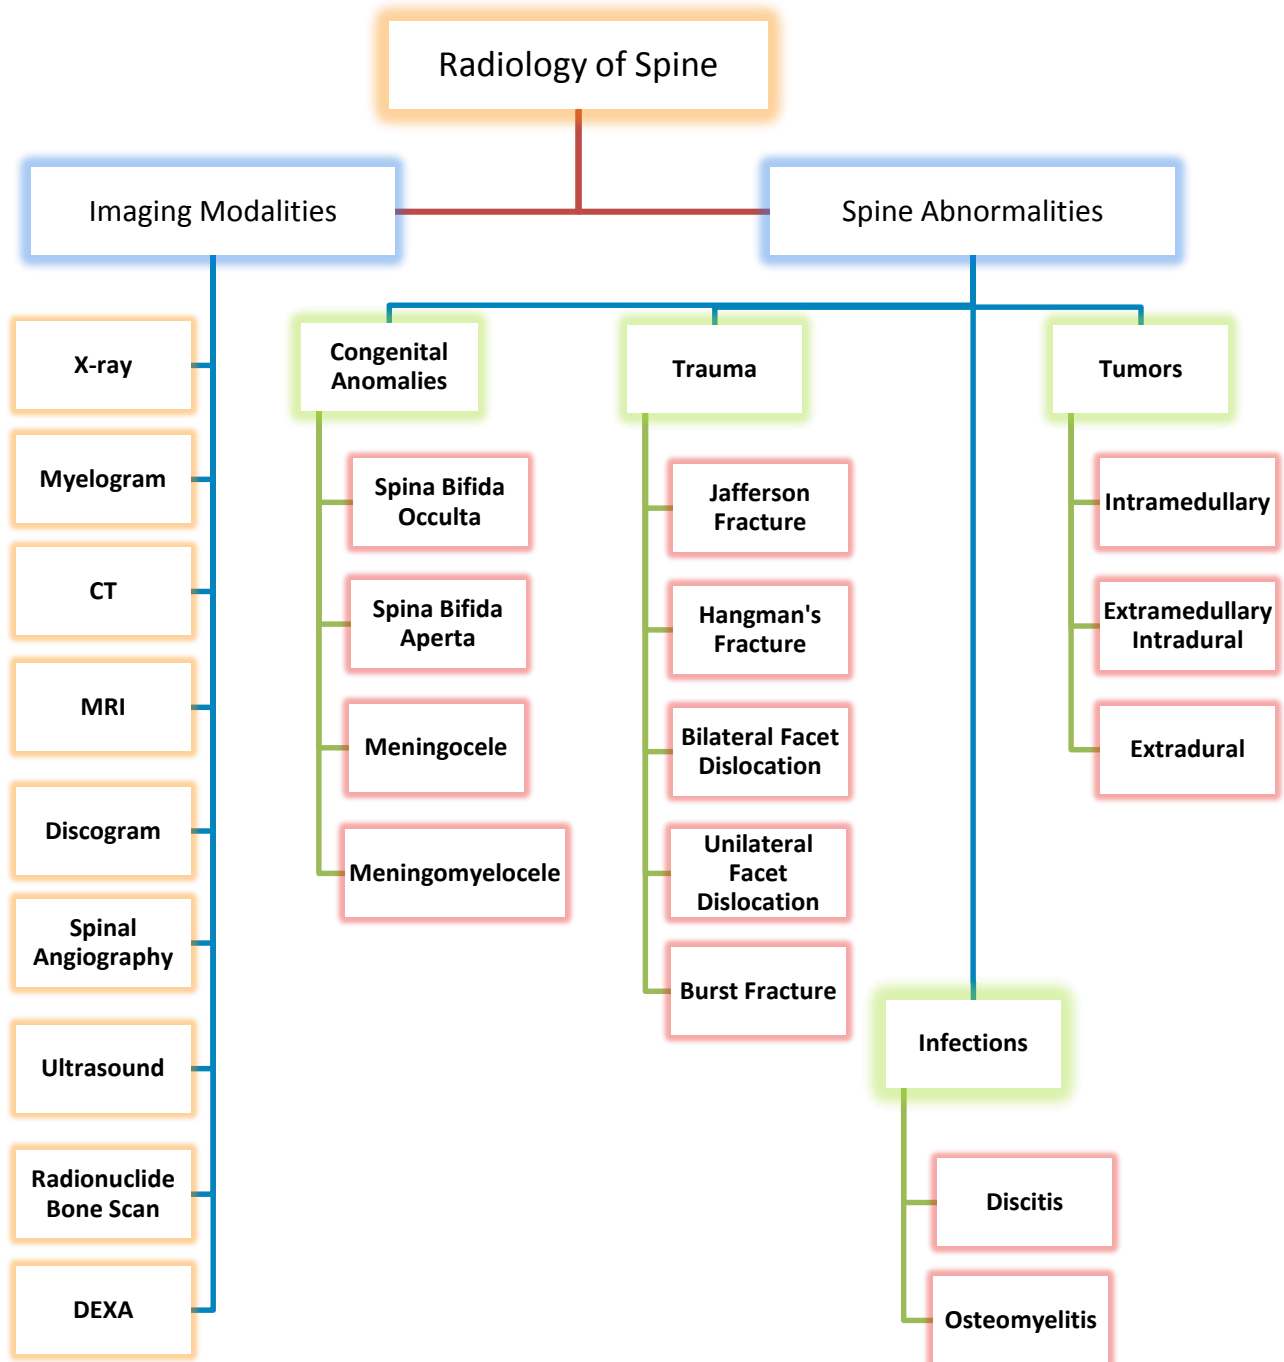 Radiology of Spine
Imaging Modalities
Spine Abnormalities
X-ray
Myelogram
CT
MRI
Discogram
Spinal
Angiography
Ultrasound
Radionuclide
Bone Scan
DEXA
Congenital
Anomalies
Spina Bifida
Occulta
Spina Bifida
Aperta
Meningocele
Meningomyelocele
Trauma
Jafferson
Fracture
Hangman's
Fracture
Bilateral Facet
Dislocation
Unilateral
Facet
Dislocation
Burst Fracture
Tumors
Intramedullary
Extramedullary
Intradural
Extradural
Infections
Discitis
Osteomyelitis